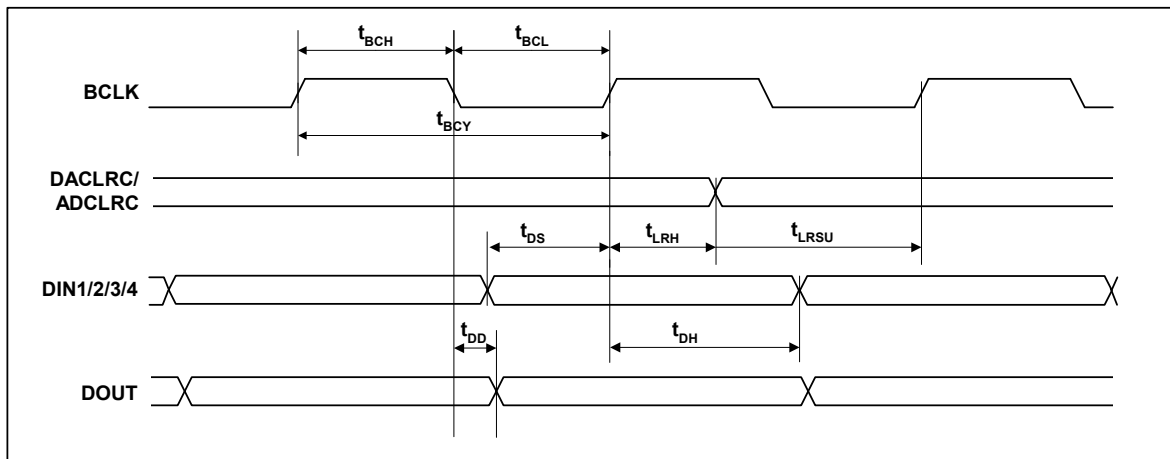 tBCH tBCL
BCLK
tBCY
DACLRC/
ADCLRC
tDS tLRH tLRSU
DIN1/2/3/4
tDD tDH
DOUT